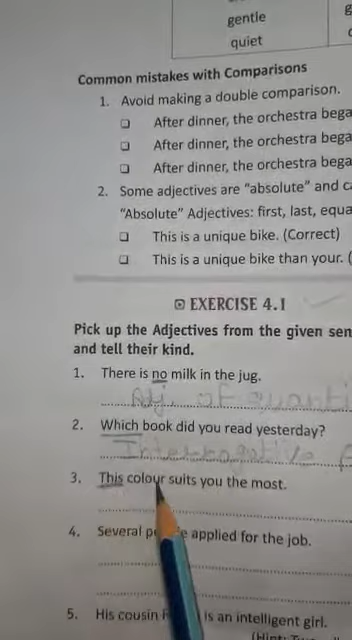 gentle
quiet
Common mistakes with Comparisons
1. Avoid making a double comparison.
❑ After dinner, the orchestra bega
❑ After dinner, the orchestra bega
❑ After dinner, the orchestra bega
2. Some adjectives are "absolute" and c
"Absolute" Adjectives: first, last, equa
❑ This is a unique bike. (Correct)
❑ This is a unique bike than your. (
EXERCISE 4.1
Pick up the Adjectives from the given sen
and tell their kind.
1. There is no milk in the jug.
Adj. of quanti
2. Which book did you read yesterday?
Interrogative A
3. This colour suits you the most.
4. Several p e applied for the job.
5. His cousin is an intelligent girl.
(Hint: Tw